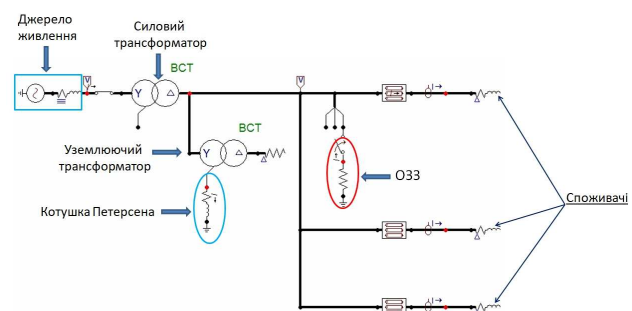 Джерело
живлення
Силовий
трансформатор
ВСТ
V
V
Y
Δ
I
I
Уземлюючий
трансформатор
ВСТ
Y
Δ
I
ОЗЗ
Споживачі
Котушка Петерсена
I
I